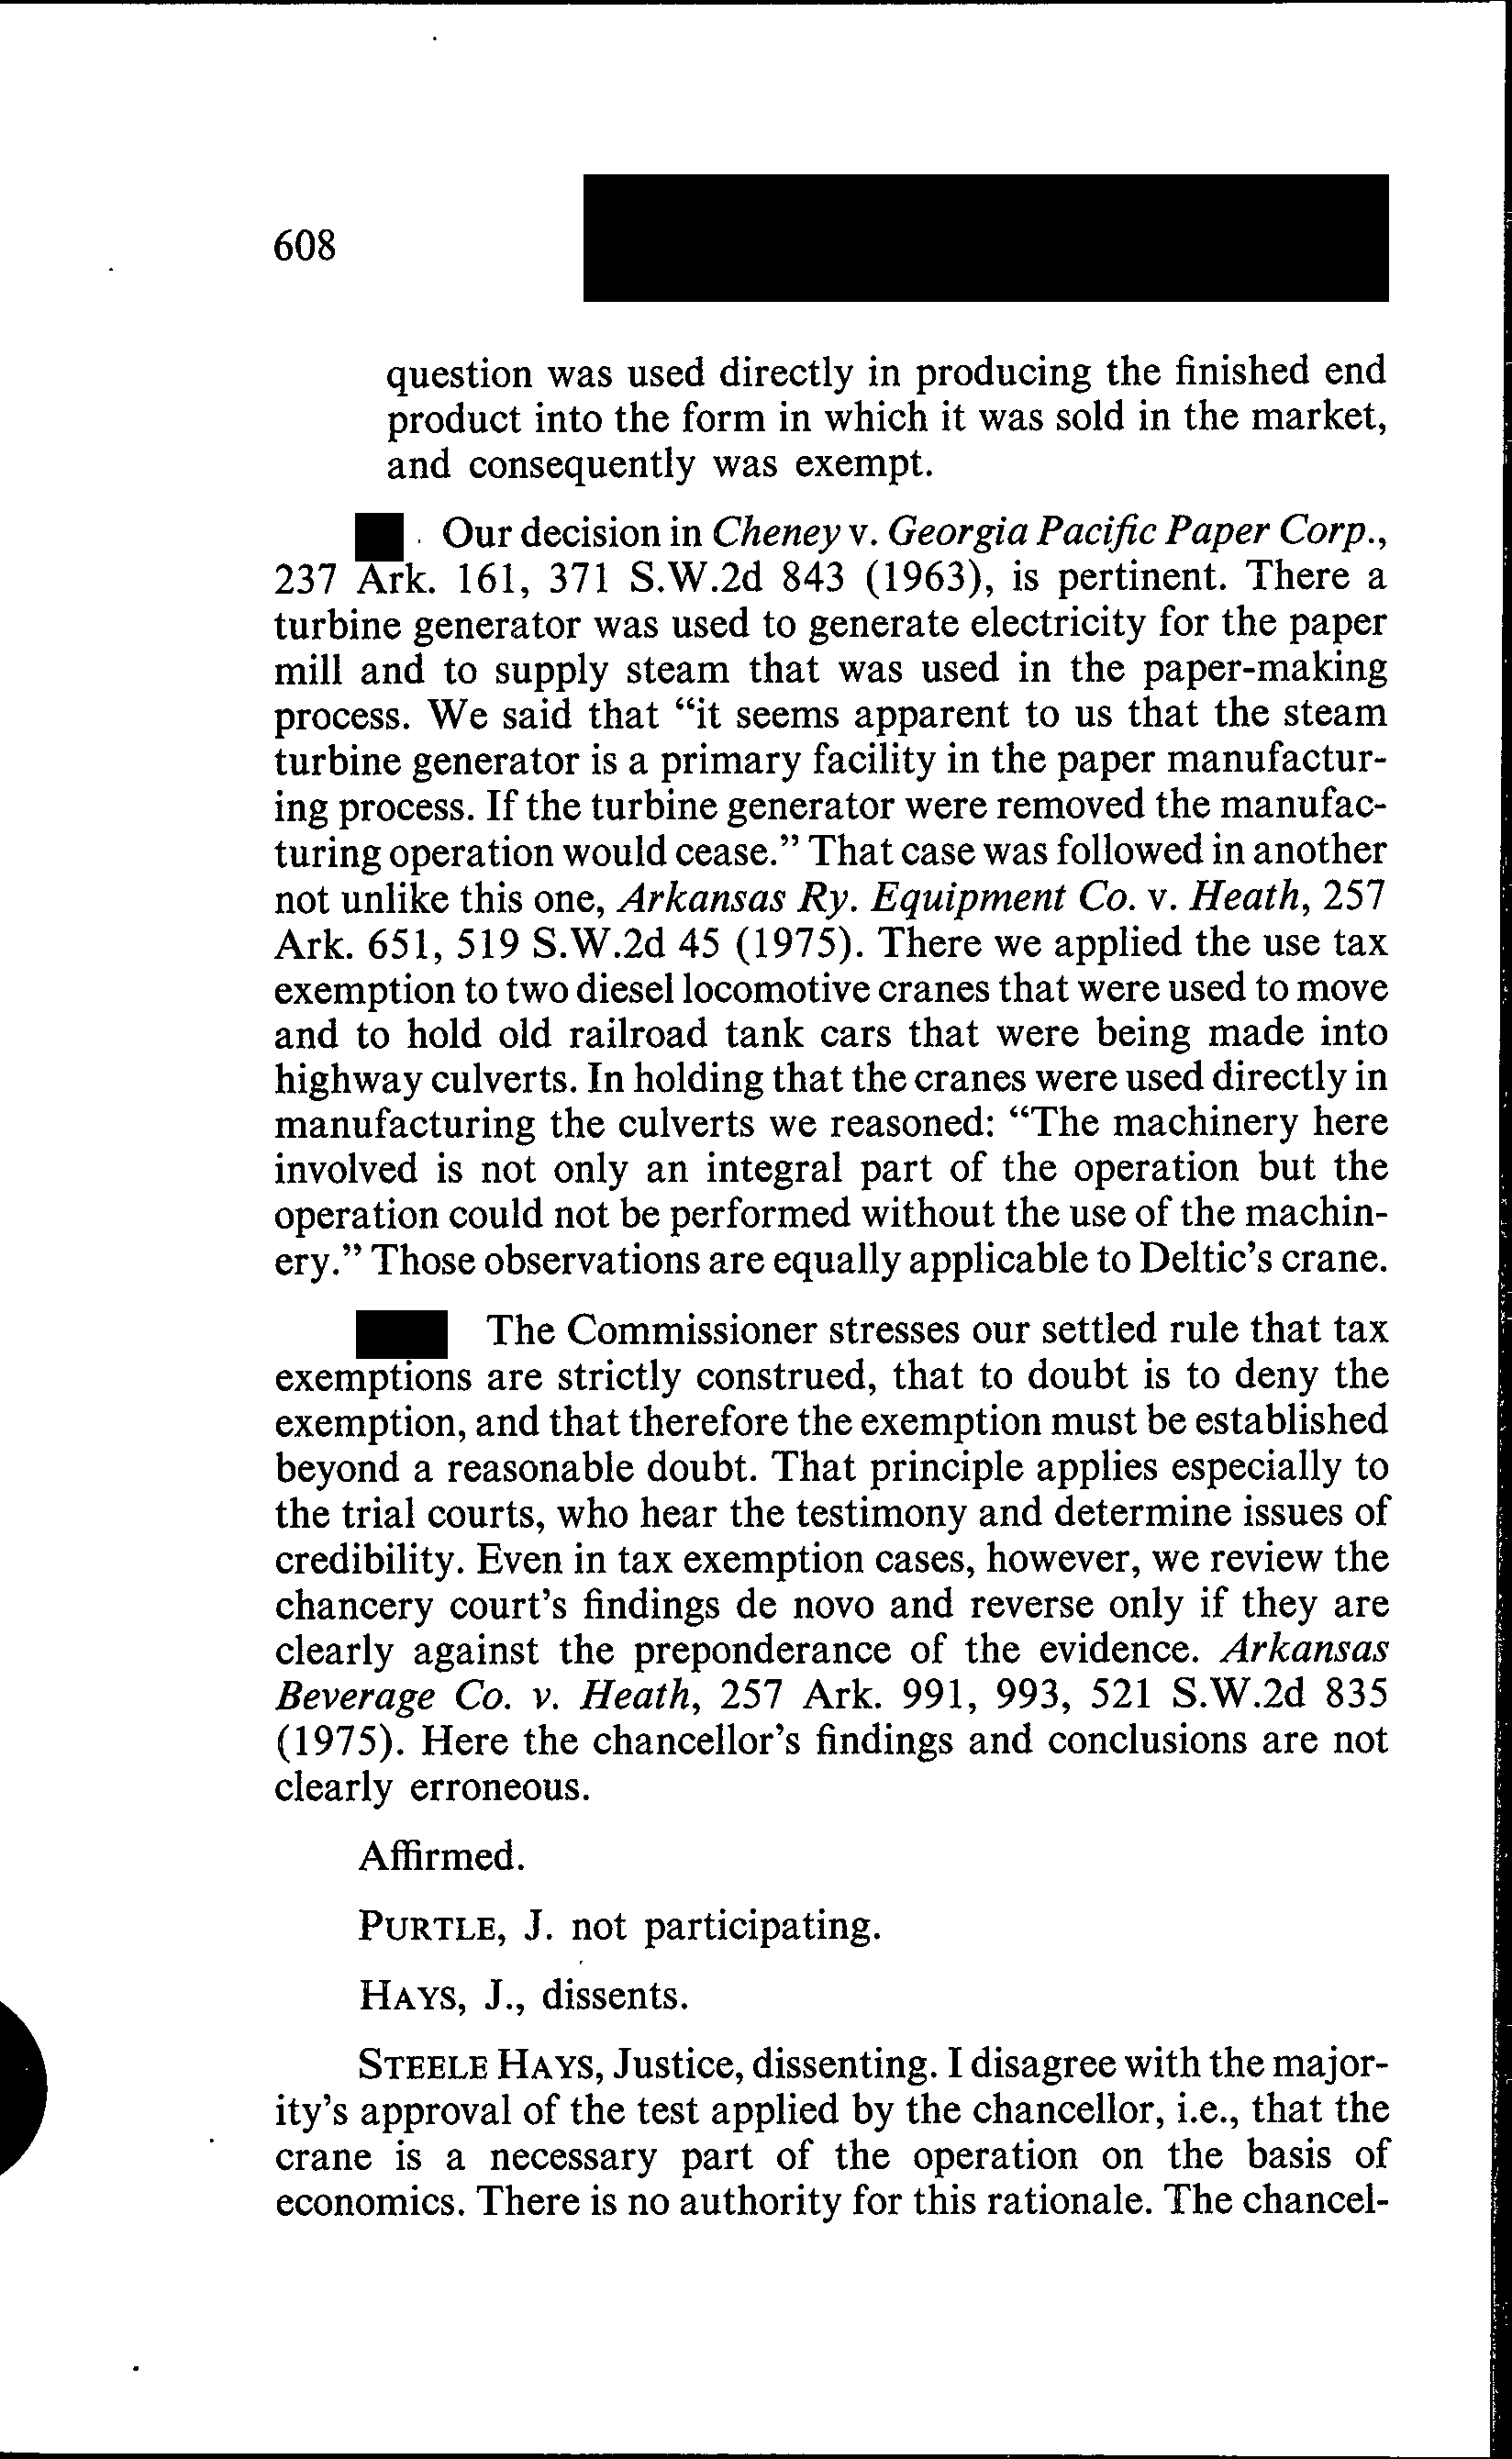 608
question was used directly in producing the finished end
product into the form in which it was sold in the market,
and consequently was exempt.
Our decision in Cheney v. Georgia Pacific Paper Corp.,
237 Ark. 161, 371 S.W.2d 843 (1963), is pertinent. There a
turbine generator was used to generate electricity for the paper
mill and to supply steam that was used in the paper-making
process. We said that “it seems apparent to us that the steam
turbine generator is a primary facility in the paper manufactur-
ing process. If the turbine generator were removed the manufac-
turing operation would cease.” That case was followed in another
not unlike this one, Arkansas Ry. Equipment Co. v. Heath, 257
Ark. 651, 519 S.W.2d 45 (1975). There we applied the use tax
exemption to two diesel locomotive cranes that were used to move
and to hold old railroad tank cars that were being made into
highway culverts. In holding that the cranes were used directly in
manufacturing the culverts we reasoned: “The machinery here
involved is not only an integral part of the operation but the
operation could not be performed without the use of the machin-
ery.” Those observations are equally applicable to Deltic’s crane.
The Commissioner stresses our settled rule that tax
exemptions are strictly construed, that to doubt is to deny the
exemption, and that therefore the exemption must be established
beyond a reasonable doubt. That principle applies especially to
the trial courts, who hear the testimony and determine issues of
credibility. Even in tax exemption cases, however, we review the
chancery court’s findings de novo and reverse only if they are
clearly against the preponderance of the evidence. Arkansas
Beverage Co. v. Heath, 257 Ark. 991, 993, 521 S.W.2d 835
(1975). Here the chancellor’s findings and conclusions are not
clearly erroneous.
Affirmed.
PURTLE, J. not participating.
HAYS, J., dissents.
STEELE HAYS, Justice, dissenting. I disagree with the major-
ity’s approval of the test applied by the chancellor, i.e., that the
crane is a necessary part of the operation on the basis of
economics. There is no authority for this rationale. The chancel-